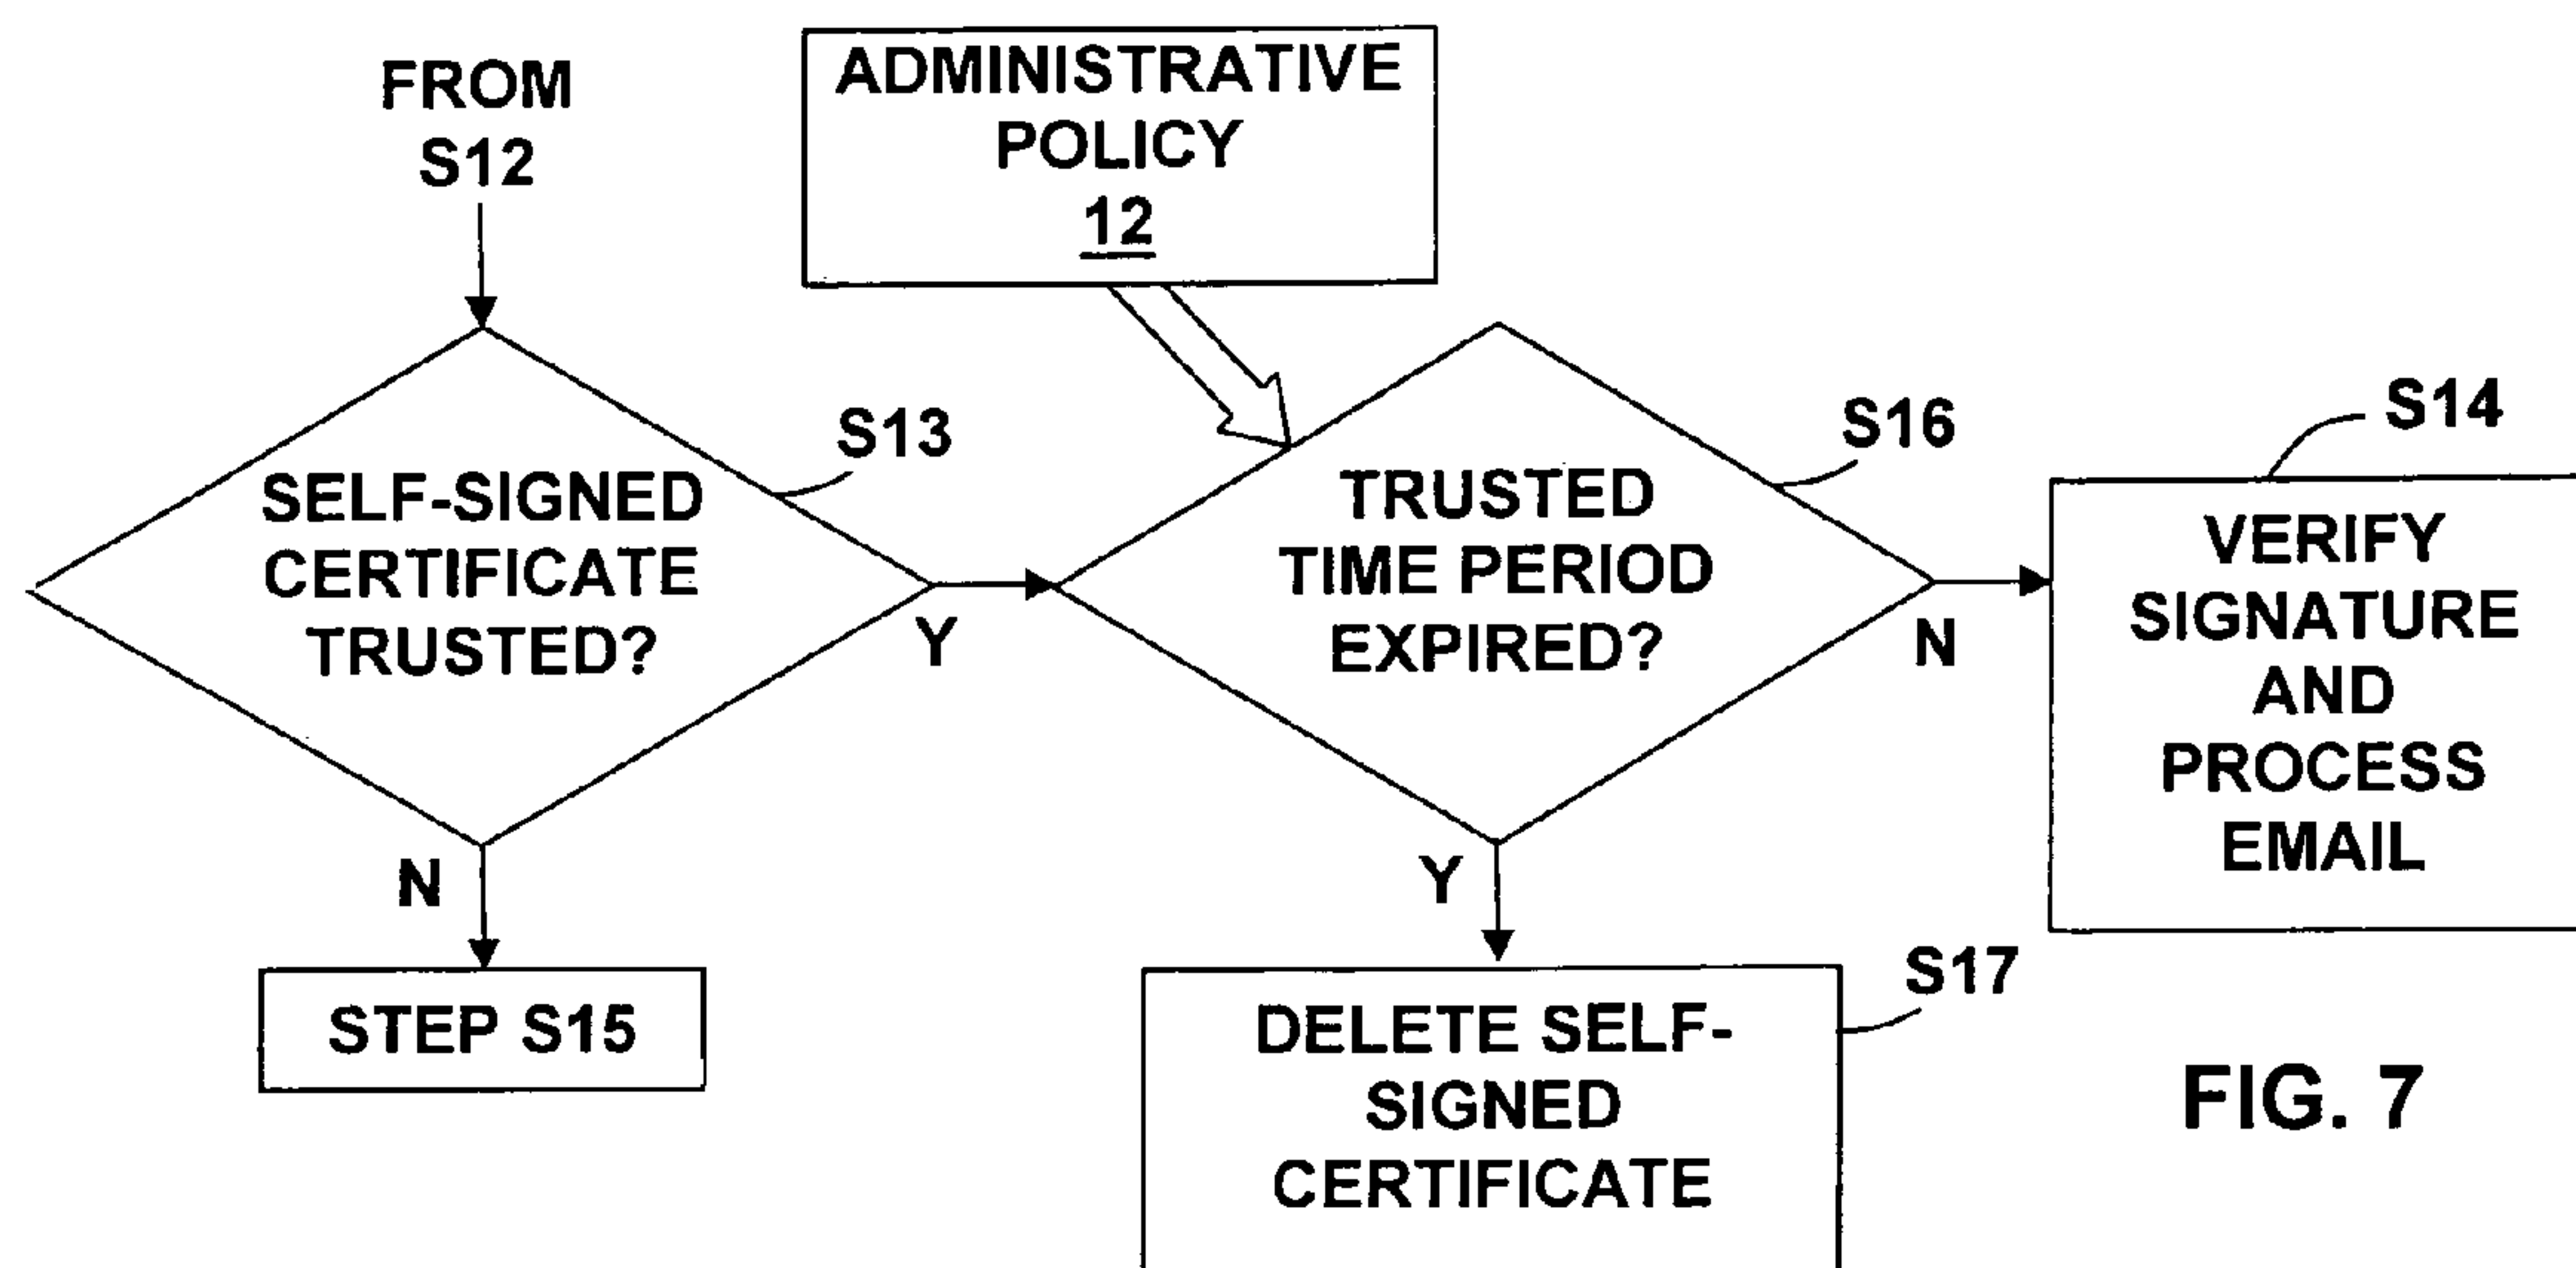 FROM
S12
ADMINISTRATIVE
POLICY
12
S13
SELF-SIGNED
CERTIFICATE
TRUSTED?
Y
N
STEP S15
S16
TRUSTED
TIME PERIOD
EXPIRED?
N
Y
S14
VERIFY
SIGNATURE
AND
PROCESS
EMAIL
S17
DELETE SELF-
SIGNED
CERTIFICATE
FIG. 7